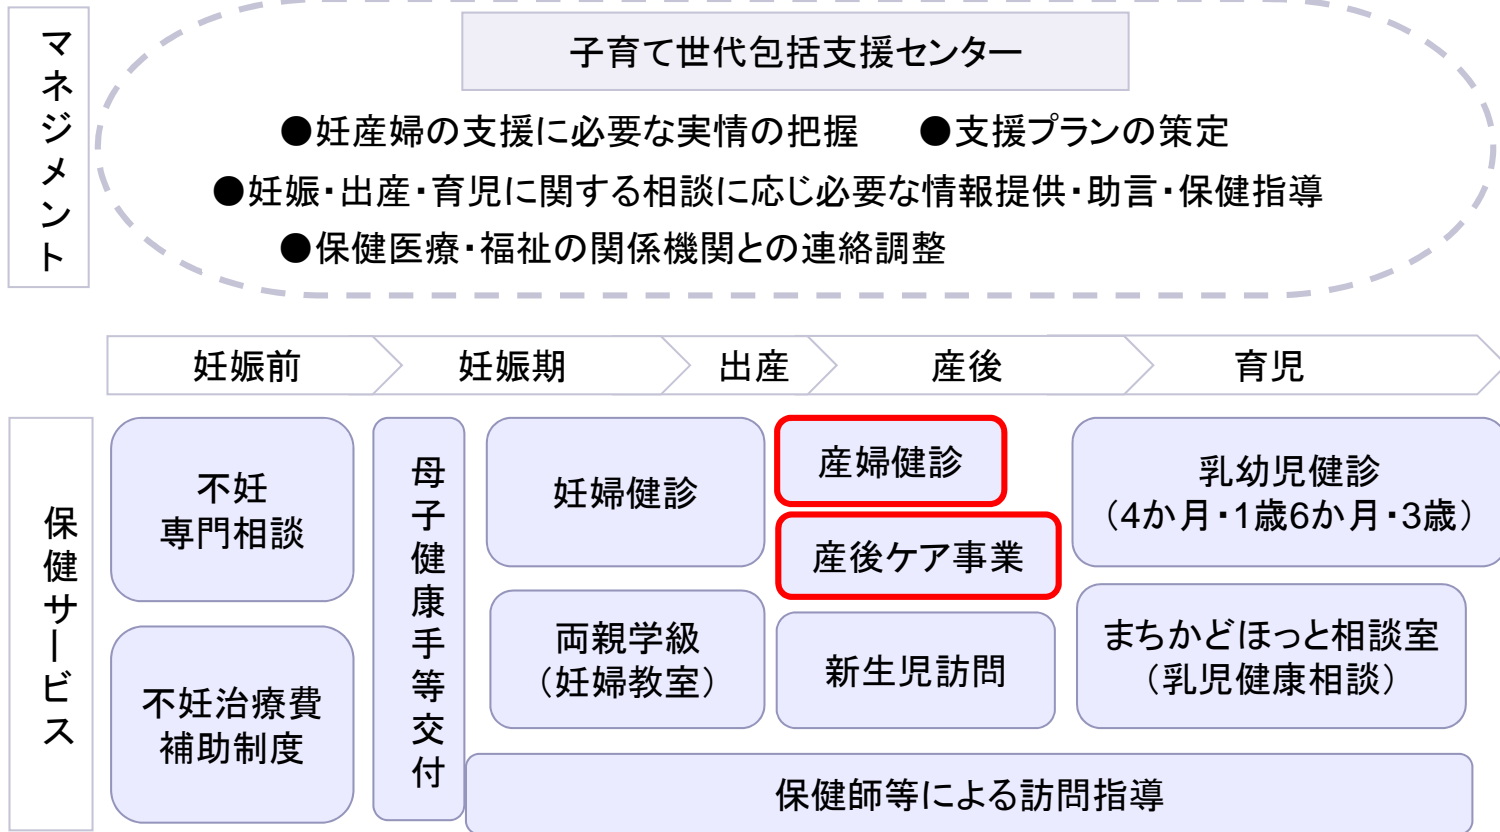 マネジメント
子育て世代包括支援センター
●妊産婦の支援に必要な実情の把握　●支援プランの策定
●妊娠・出産・育児に関する相談に応じ必要な情報提供・助言・保健指導
●保健医療・福祉の関係機関との連絡調整
妊娠前　妊娠期　出産　産後　育児
保健サービス
不妊
専門相談
不妊治療費
補助制度
母子健康手等交付
妊婦健診
両親学級
（妊婦教室）
産婦健診
産後ケア事業
新生児訪問
乳幼児健診
（4か月・1歳6か月・3歳）
まちかどほっと相談室
（乳児健康相談）
保健師等による訪問指導